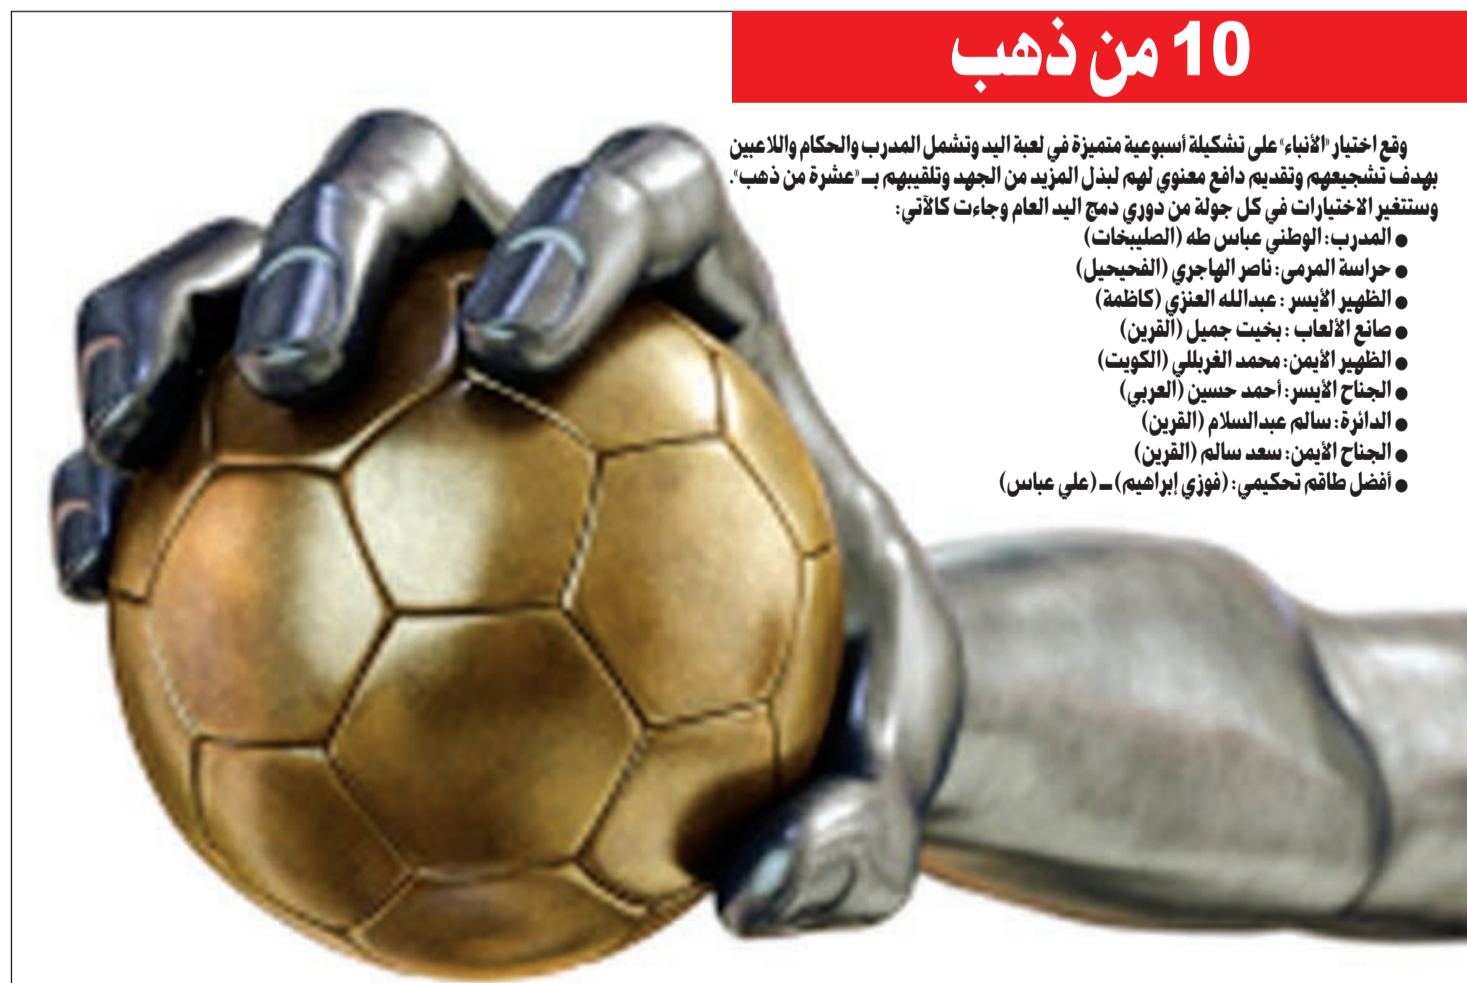 10 من ذهب
وقع اختيار «الأنباء» على تشكيلة أسبوعية متميزة في لعبة اليد وتشمل المدرب والحكام واللاعبين
بهدف تشجيعهم وتقديم دافع معنوي لهم لبذل المزيد من الجهد وتلقيبهم بـ «عشرة من ذهب».
وستتغير الاختيارات في كل جولة من دوري دمج اليد العام وجاءت كالآتي:
● المدرب: الوطني عباس طه (الصليبخات)
● حراسة المرمى: ناصر الهاجري (الفحيحيل)
● الظهير الأيسر : عبدالله العنزي (كاظمة)
● صانع الألعاب : بخيت جميل (القرين)
● الظهير الأيمن: محمد الغربللي (الكويت)
● الجناح الأيسر: أحمد حسين (العربي)
● الدائرة: سالم عبدالسلام (القرين)
● الجناح الأيمن: سعد سالم (القرين)
● أفضل طاقم تحكيمي: (فوزي إبراهيم) ـ (علي عباس)